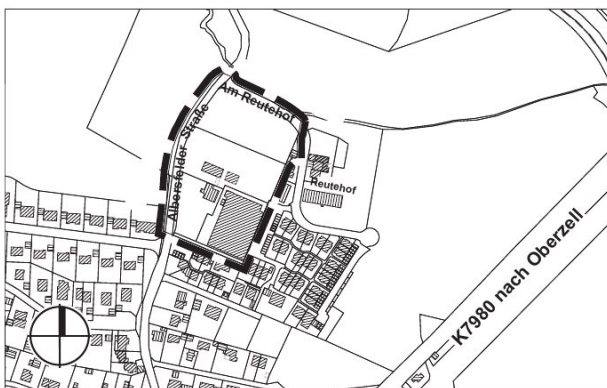 Am Reutehof
Albersfelder Straße
Reutehof
K7980 nach Oberzell